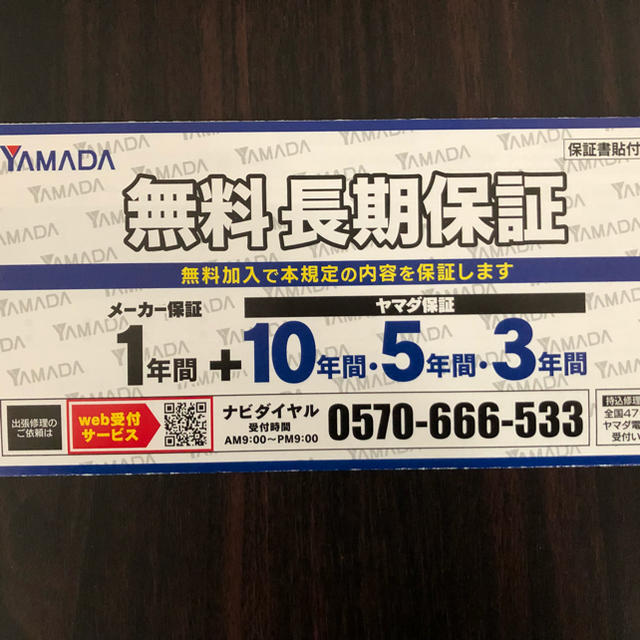 YAMADA
保証書貼付
無料長期保証
無料加入で本規定の内容を保証します
メーカー保証
1年間
+
ヤマダ保証
10年間・5年間・3年間
出張修理の
ご依頼は
web受付
サービス
ナビダイヤル
受付時間
AM9:00〜PM9:00
0570-666-533
持込修理
全国47
ヤマダ電
受付い